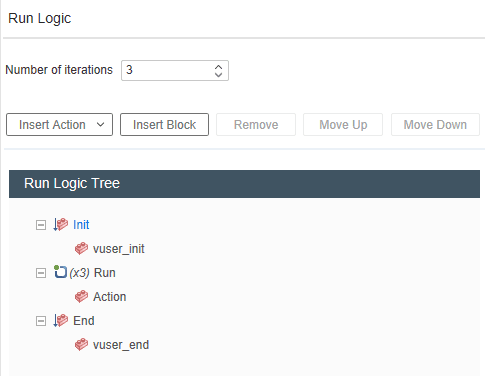 Run Logic
Number of iterations 3
Insert Action Insert Block Remove Move Up Move Down
Run Logic Tree
Init
vuser_init
(x3) Run
Action
End
vuser_end